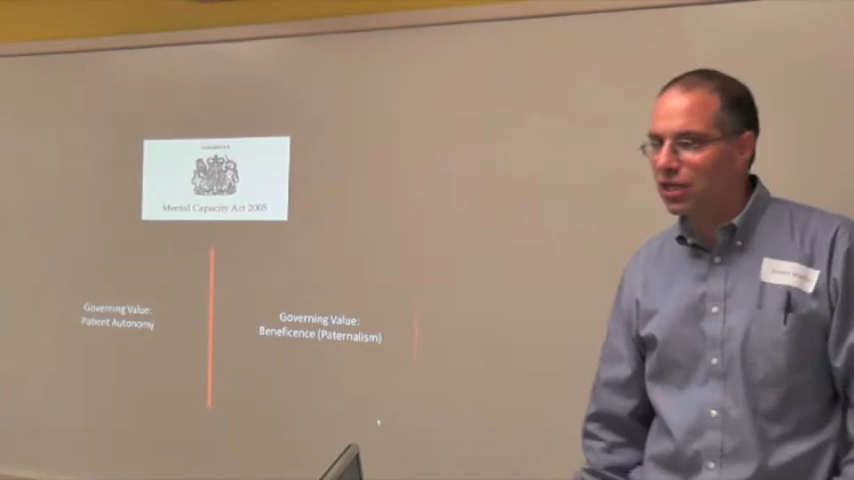 Mental Capacity Act 2005
Governing Value:
Patient Autonomy
Governing Value:
Beneficence (Paternalism)